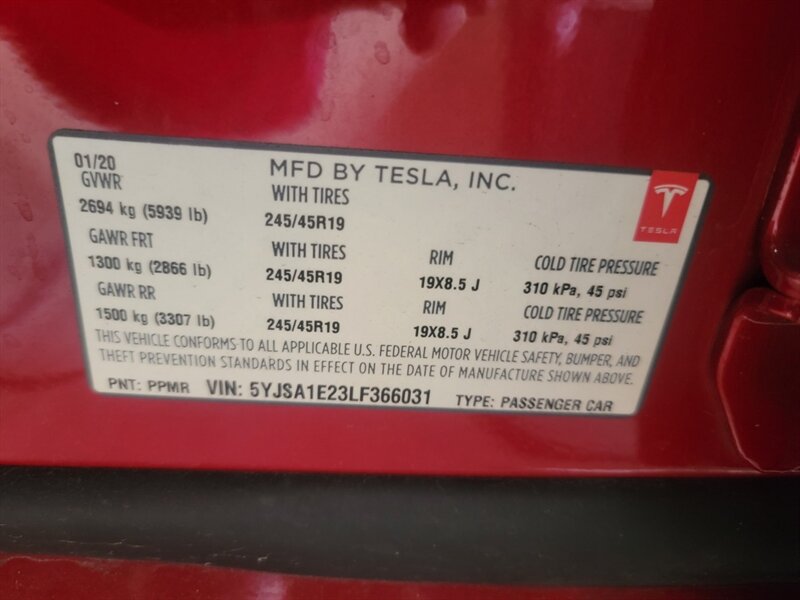 01/20 MFD BY TESLA, INC.
GVWR WITH TIRES
2694 kg (5939 lb) 245/45R19
TESLA
GAWR FRT WITH TIRES RIM COLD TIRE PRESSURE
1300 kg (2866 lb) 245/45R19 19X8.5 J 310 kPa, 45 psi
GAWR RR WITH TIRES RIM COLD TIRE PRESSURE
1500 kg (3307 lb) 245/45R19 19X8.5 J 310 kPa, 45 psi
THIS VEHICLE CONFORMS TO ALL APPLICABLE U.S. FEDERAL MOTOR VEHICLE SAFETY, BUMPER, AND
THEFT PREVENTION STANDARDS IN EFFECT ON THE DATE OF MANUFACTURE SHOWN ABOVE.
PNT: PPMR VIN: 5YJSA1E23LF366031 TYPE: PASSENGER CAR